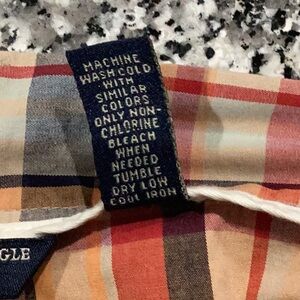 MACHINE
WASH COLD
WITH
SIMILAR
COLORS
ONLY NON-
CHLORINE
BLEACH
WHEN
NEEDED
TUMBLE
DRY LOW
COOL IRON
GLE